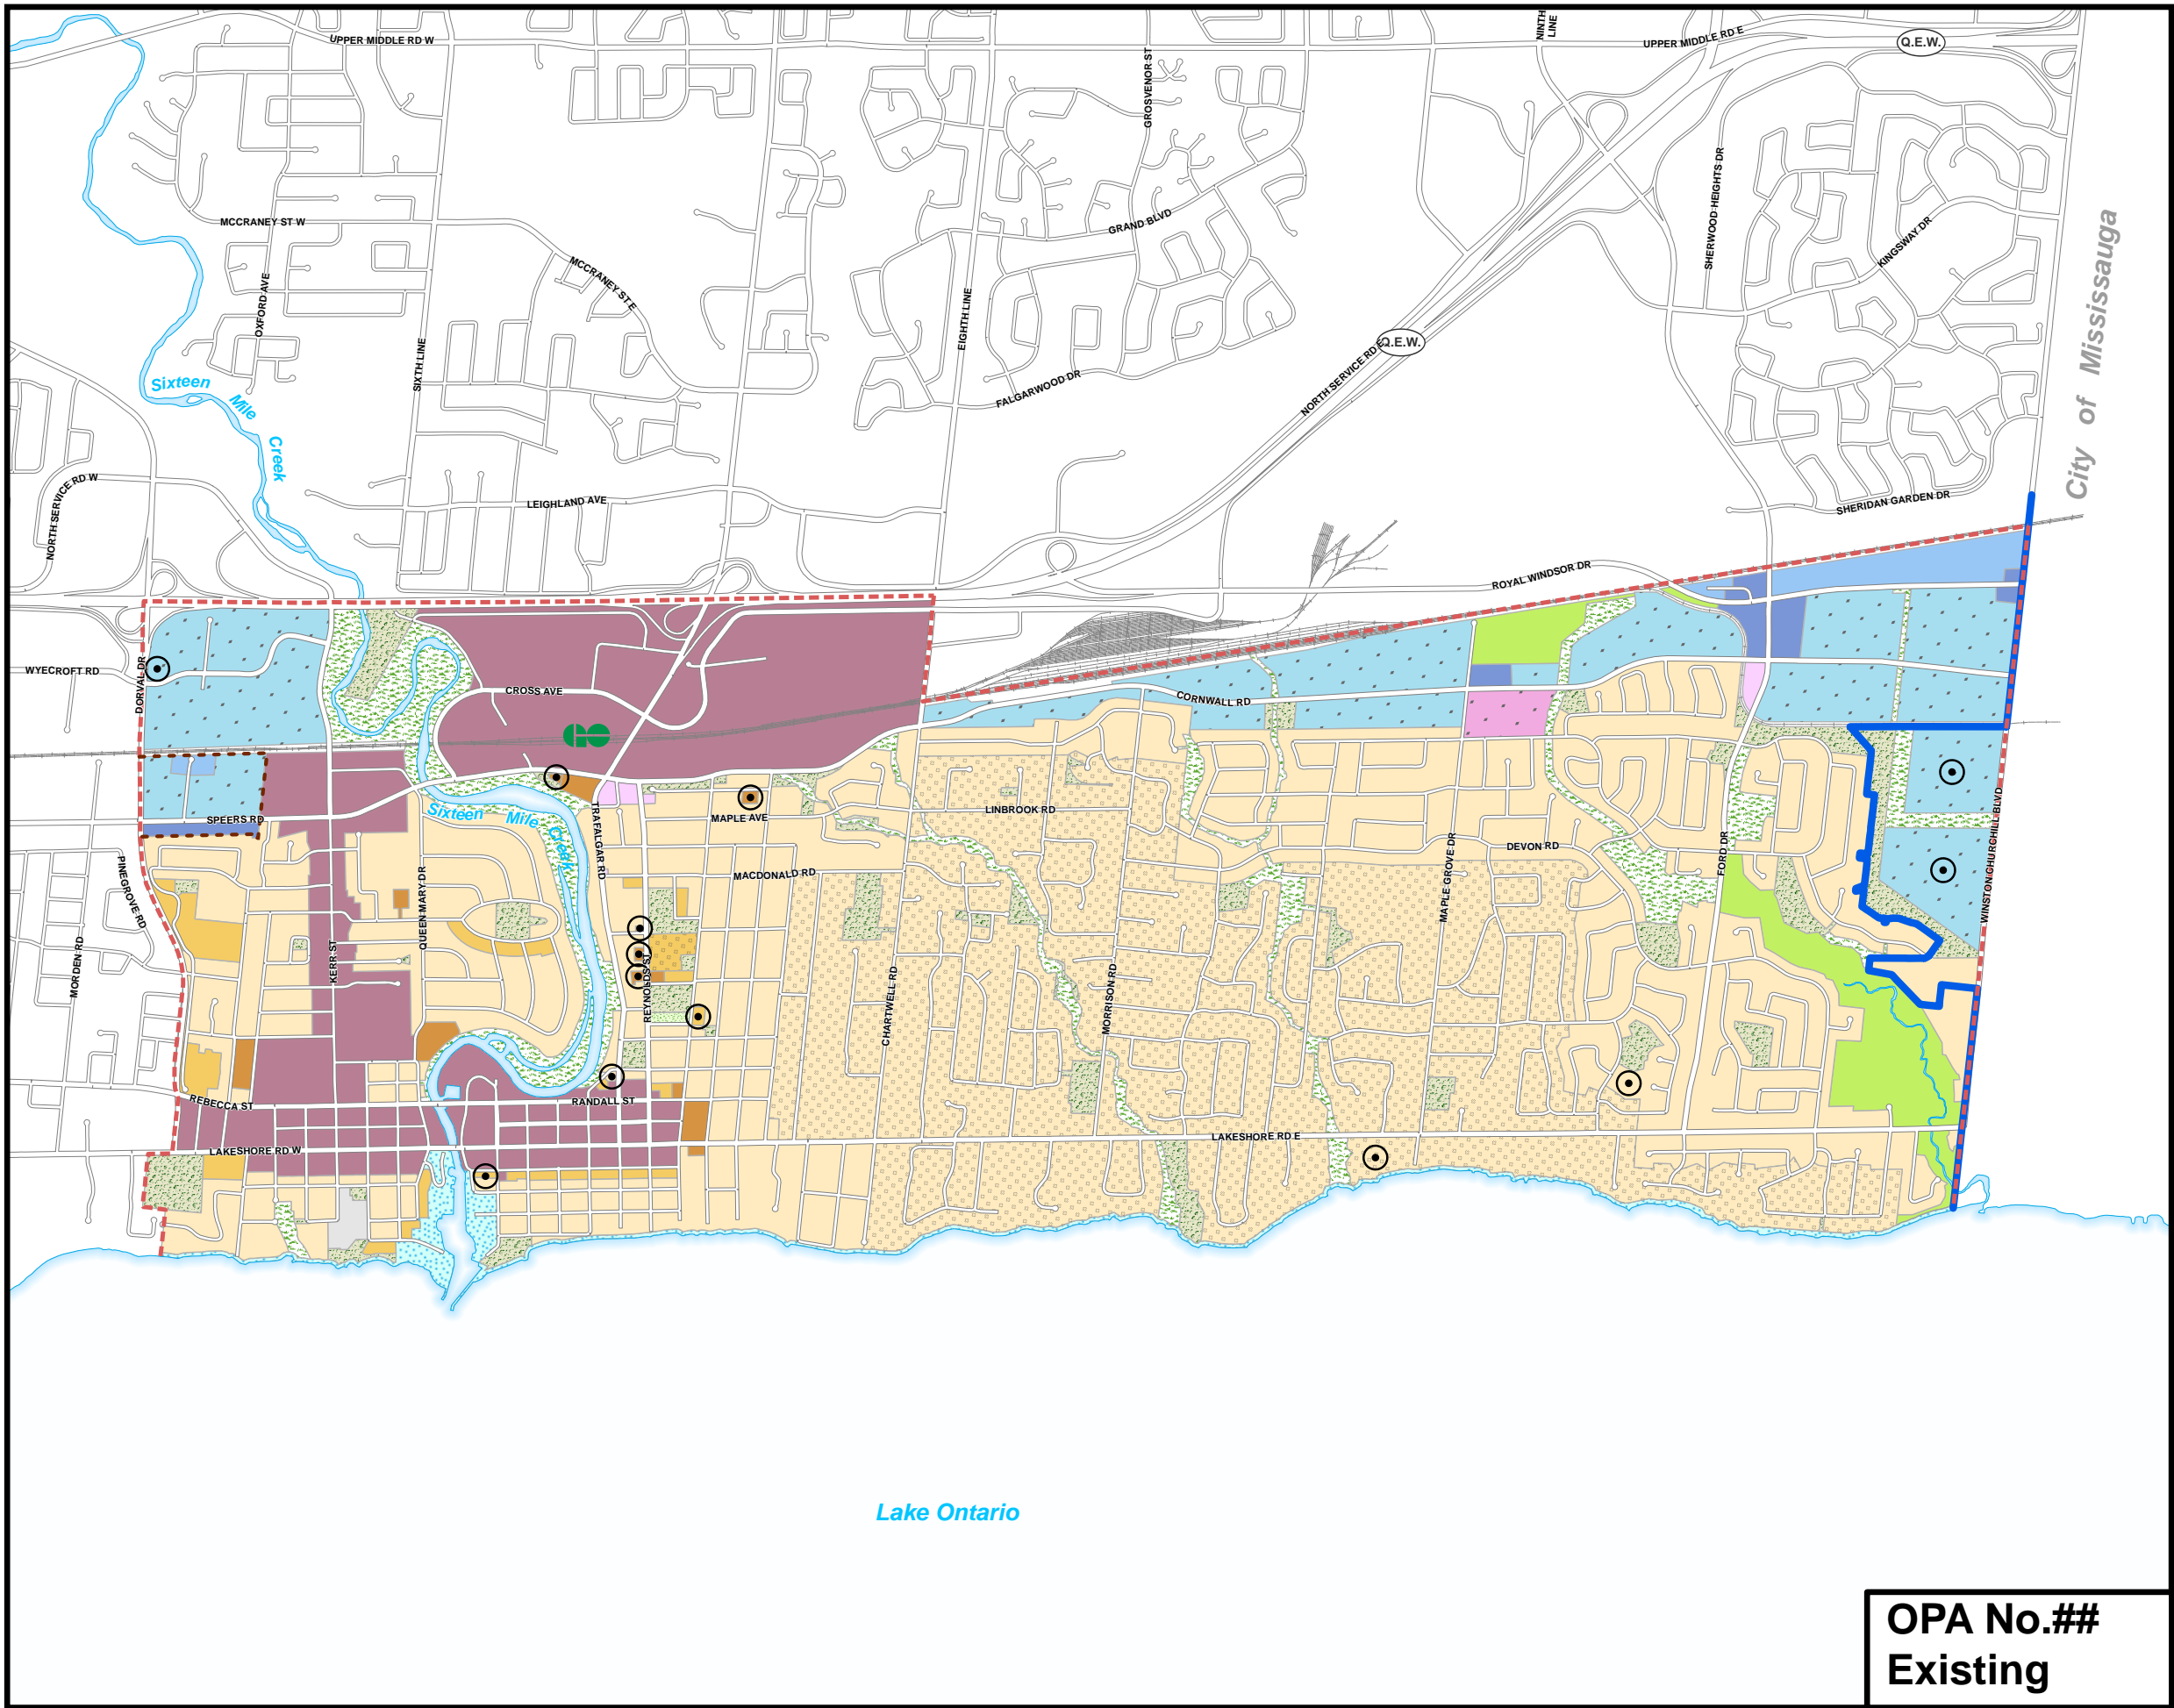 UPPER MIDDLE RD W
NINTH
LINE
UPPER MIDDLE RD E
Q.E.W.
GROSVENOR ST
SHERWOOD HEIGHTS DR
MCCRANEY ST W
GRAND BLVD
KINGSWAY DR
City of Mississauga
MCCRANEY ST E
OXFORD AVE
EIGHTH LINE
SIXTH LINE
Q.E.W.
NORTH SERVICE RD E
FALGARWOOD DR
Sixteen
Mile
Creek
NORTH SERVICE RD W
LEIGHLAND AVE
SHERIDAN GARDEN DR
ROYAL WINDSOR DR
WYECROFT RD
DORVAL DR
CROSS AVE
CORNWALL RD
GO
SPEERS RD
Sixteen Mile Creek
TRAFALGAR RD
MAPLE AVE
LINBROOK RD
WINSTON CHURCHILL BLVD
PINEGROVE RD
QUEEN MARY DR
MACDONALD RD
MAPLE GROVE DR
DEVON RD
FORD DR
MORDEN RD
KERR ST
REYNOLDS ST
CHARTWELL RD
MORRISON RD
REBECCA ST
RANDALL ST
LAKESHORE RD W
LAKESHORE RD E
Lake Ontario
OPA No.##
Existing